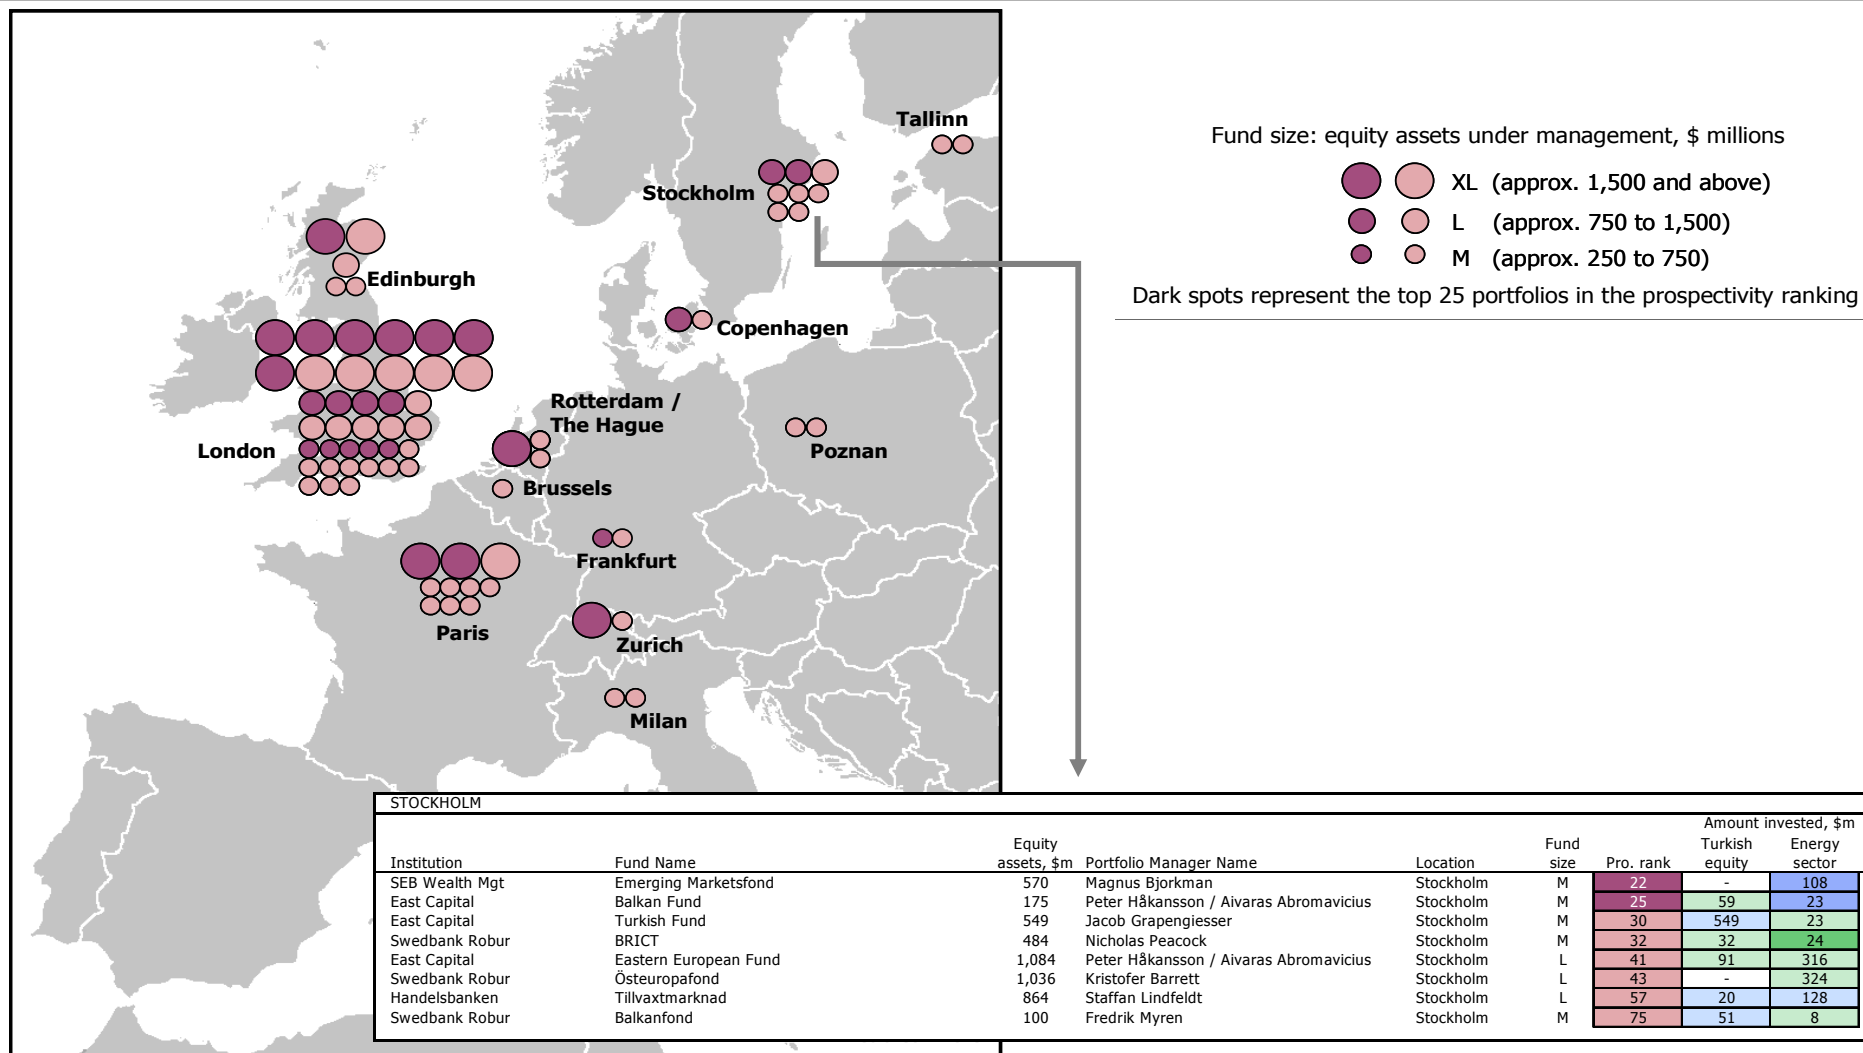 Tallinn
Stockholm
Edinburgh
Copenhagen
Rotterdam /
The Hague
London
Poznan
Brussels
Frankfurt
Paris
Zurich
Milan
Fund size: equity assets under management, $ millions
XL (approx. 1,500 and above)
L (approx. 750 to 1,500)
M (approx. 250 to 750)
Dark spots represent the top 25 portfolios in the prospectivity ranking
STOCKHOLM
Amount invested, $m
Equity Fund Turkish Energy
Institution Fund Name assets, $m Portfolio Manager Name Location size Pro. rank equity sector
SEB Wealth Mgt Emerging Marketsfond 570 Magnus Bjorkman Stockholm M 22 - 108
East Capital Balkan Fund 175 Peter Håkansson / Aivaras Abromavicius Stockholm M 25 59 23
East Capital Turkish Fund 549 Jacob Grapengiesser Stockholm M 30 549 23
Swedbank Robur BRICT 484 Nicholas Peacock Stockholm M 32 32 24
East Capital Eastern European Fund 1,084 Peter Håkansson / Aivaras Abromavicius Stockholm L 41 91 316
Swedbank Robur Östeuropafond 1,036 Kristofer Barrett Stockholm L 43 - 324
Handelsbanken Tillvaxtmarknad 864 Staffan Lindfeldt Stockholm L 57 20 128
Swedbank Robur Balkanfond 100 Fredrik Myren Stockholm M 75 51 8